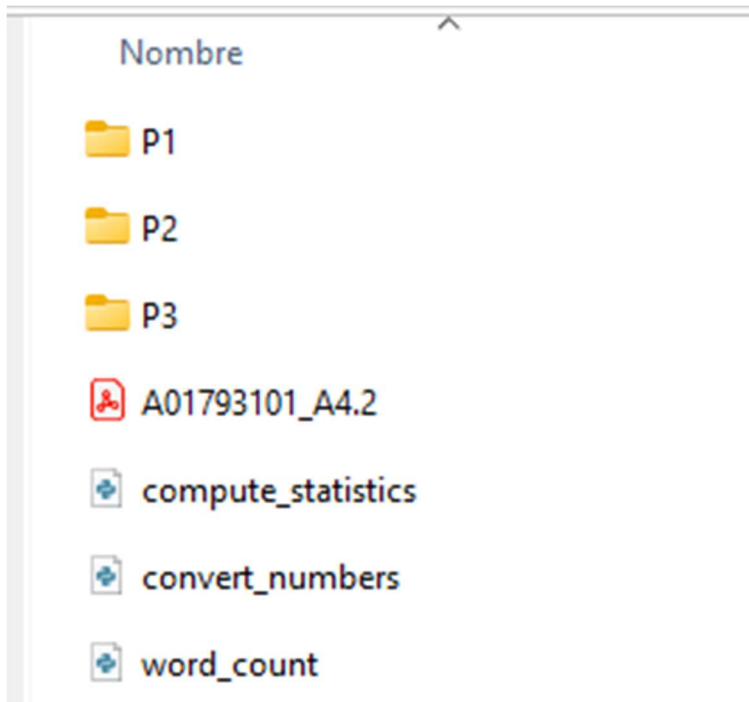 Nombre
P1
P2
P3
A01793101_A4.2
compute_statistics
convert_numbers
word_count